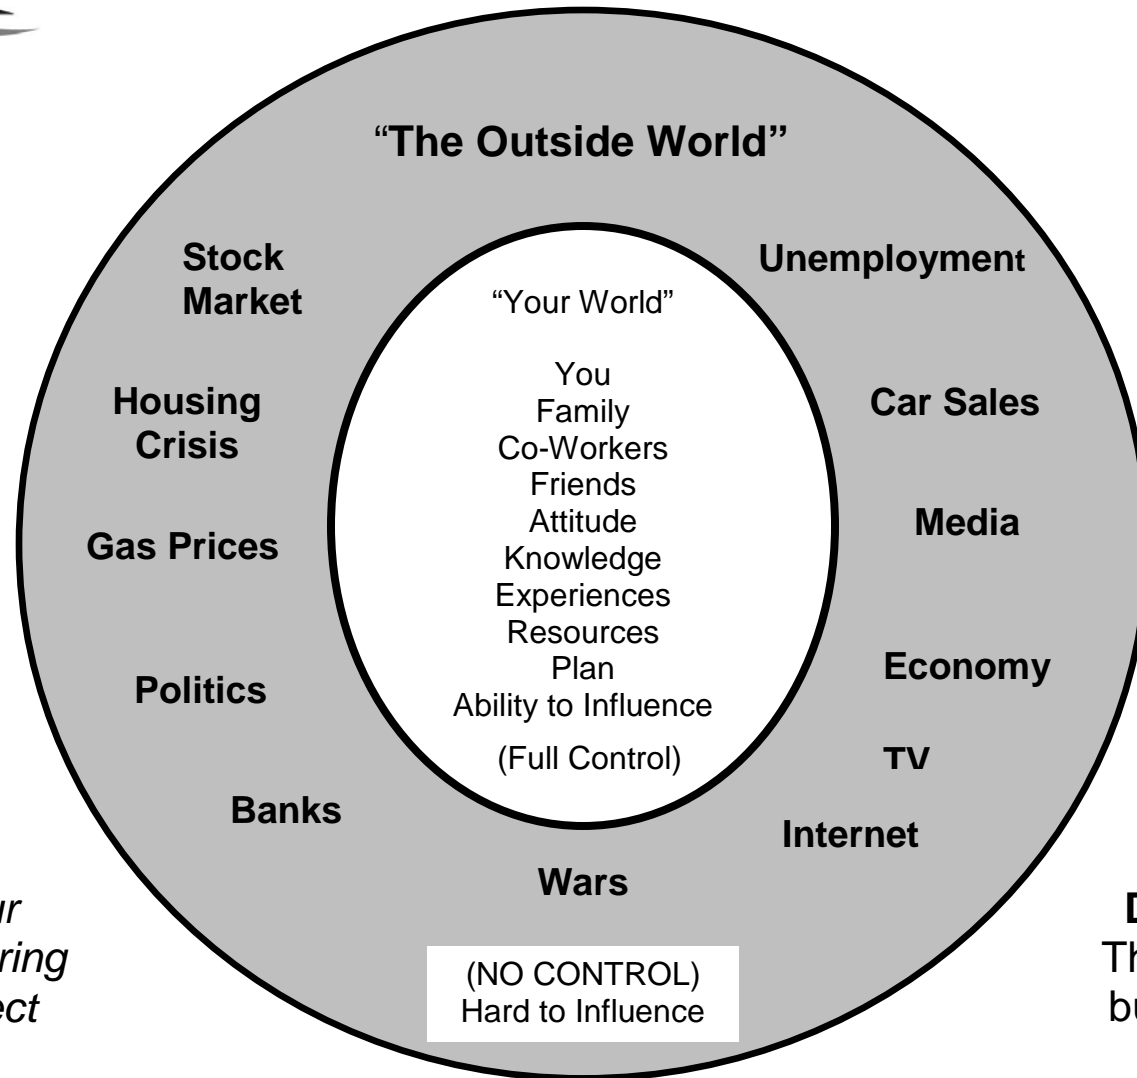 “The Outside World”
Stock
Market
Housing
Crisis
Gas Prices
Politics
Banks
“Your World”
You
Family
Co-Workers
Friends
Attitude
Knowledge
Experiences
Resources
Plan
Ability to Influence
(Full Control)
Unemployment
Car Sales
Media
Economy
TV
Internet
Wars
(NO CONTROL)
Hard to Influence